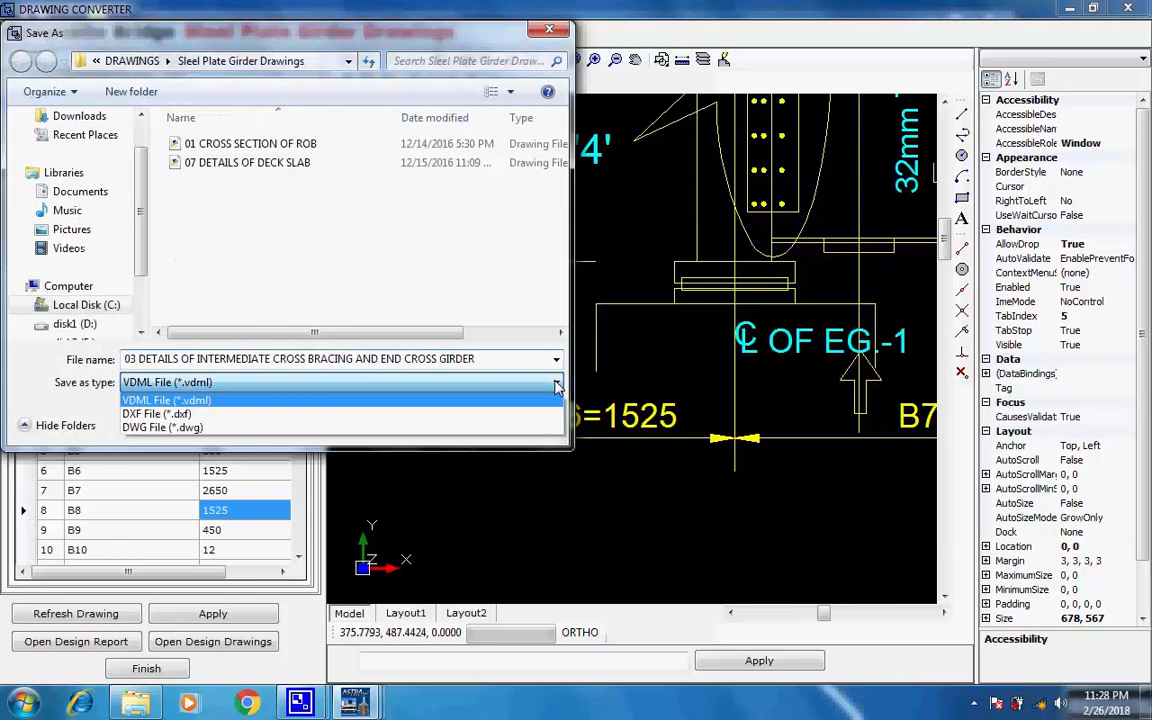 DRAWING CONVERTER
Save As
Steel Plate Girder Drawings
DRAWINGS
Sleel Plate Girder Drawings
Search Sleel Plate Girder Draw...
Organize
New folder
Downloads
Recent Places
Libraries
Documents
Music
Pictures
Videos
Computer
Local Disk (C:)
disk1 (D:)
Name
Date modified
Type
01 CROSS SECTION OF ROB
12/14/2016 5:30 PM
Drawing File
07 DETAILS OF DECK SLAB
12/15/2016 11:09 ...
Drawing File
File name:
03 DETAILS OF INTERMEDIATE CROSS BRACING AND END CROSS GIRDER
Save as type:
VDML File (*.vdml)
VDML File (*.vdml)
DXF File (*.dxf)
DWG File (*.dwg)
Hide Folders
6 B6 1525
7 B7 2650
8 B8 1525
9 B9 450
10 B10 12
Refresh Drawing
Apply
Open Design Report
Open Design Drawings
Finish
'4'
32mm
℄ OF EG.-1
6=1525
B7
Y
Z
X
Model
Layout1
Layout2
375.7793, 487.4424, 0.0000
ORTHO
Apply
Accessibility
AccessibleDes
AccessibleNan
AccessibleRole Window
Appearance
BorderStyle None
Cursor
RightToLeft No
UseWaitCurso False
Behavior
AllowDrop True
AutoValidate EnablePreventFo
ContextMenuS (none)
Enabled True
ImeMode NoControl
TabIndex 5
TabStop True
Visible True
Data
(DataBindings)
Tag
Focus
CausesValidat True
Layout
Anchor Top, Left
AutoScroll False
AutoScrollMar 0, 0
AutoScrollMin 0, 0
AutoSize False
AutoSizeMode GrowOnly
Location 0, 0
Margin 3, 3, 3, 3
MaximumSize 0, 0
MinimumSize 0, 0
Padding 0, 0, 0, 0
Size 678, 567
Accessibility
ASTRA...
11:28 PM
2/26/2018